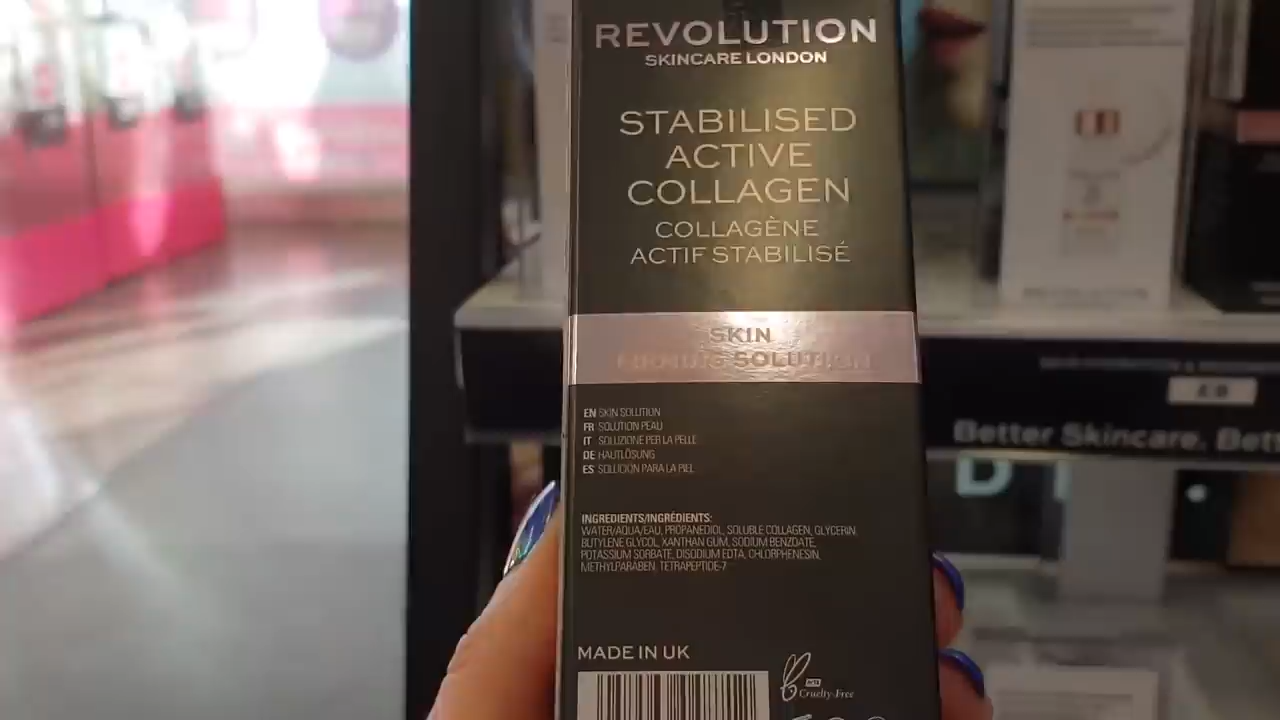 REVOLUTION
SKINCARE LONDON
STABILISED
ACTIVE
COLLAGEN
COLLAGÈNE
ACTIF STABILISÉ
SKIN
FIRMING SOLUTION
EN SKIN SOLUTION
FR SOLUTION PEAU
IT SOLUZIONE PER LA PELLE
DE HAUTLÖSUNG
ES SOLUCIÓN PARA LA PIEL
INGREDIENTS/INGRÉDIENTS:
WATER/AQUA/EAU, PROPANEDIOL, SOLUBLE COLLAGEN, GLYCERIN,
BUTYLENE GLYCOL, XANTHAN GUM, SODIUM BENZOATE,
POTASSIUM SORBATE, DISODIUM EDTA, CHLORPHENESIN,
METHYLPARABEN, TETRAPEPTIDE-7
MADE IN UK
Cruelty-Free
Better Skincare.